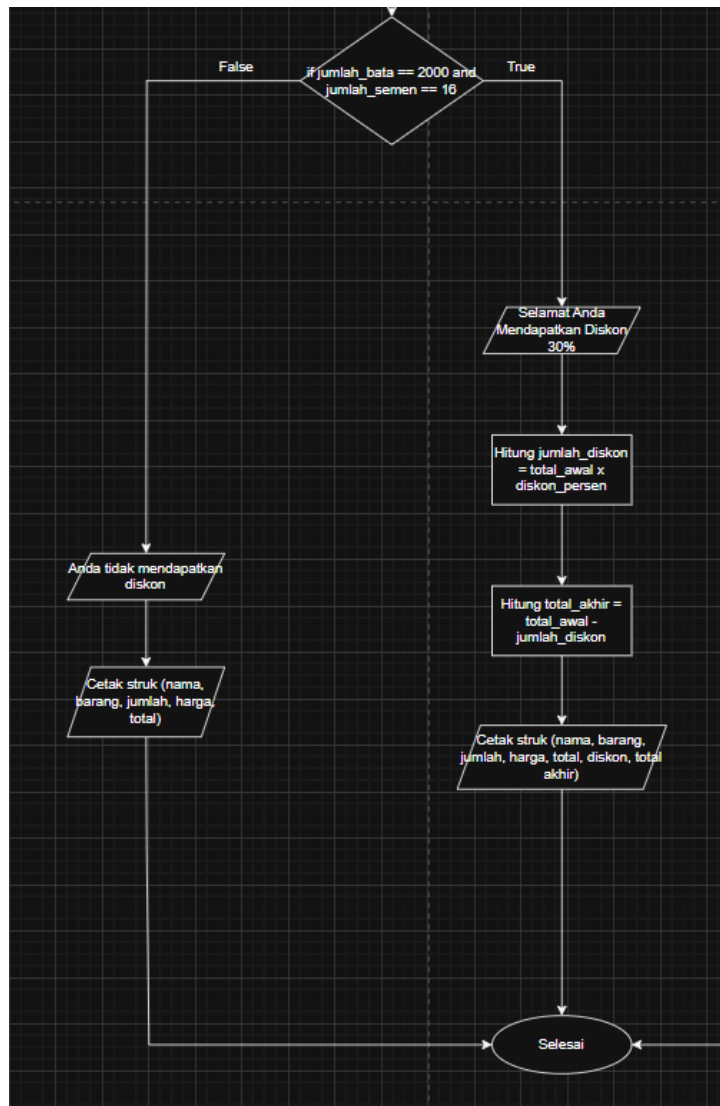 if jumlah_bata == 2000 and
jumlah_semen == 16
False
True
Selamat Anda
Mendapatkan Diskon
30%
Hitung jumlah_diskon
= total_awal x
diskon_persen
Anda tidak mendapatkan
diskon
Hitung total_akhir =
total_awal -
jumlah_diskon
Cetak struk (nama,
barang, jumlah, harga,
total)
Cetak struk (nama, barang,
jumlah, harga, total, diskon, total
akhir)
Selesai